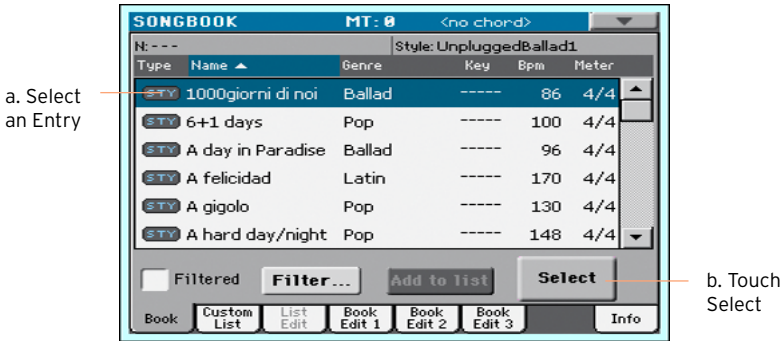 SONGBOOK MT: 0 <no chord>
N: --- Style: UnpluggedBallad1
Type Name Genre Key Bpm Meter
STY 1000giorni di noi Ballad ----- 86 4/4
STY 6+1 days Pop ----- 100 4/4
STY A day in Paradise Ballad ----- 96 4/4
STY A felicidad Latin ----- 170 4/4
STY A gigolo Pop ----- 130 4/4
STY A hard day/night Pop ----- 148 4/4
a. Select
an Entry
Filtered Filter... Add to list Select
b. Touch
Select
Book Custom List List Edit Book Edit 1 Book Edit 2 Book Edit 3 Info